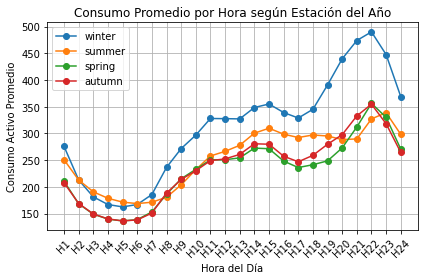 Consumo Promedio por Hora según Estación del Año
Consumo Activo Promedio
500
450
400
350
300
250
200
150
winter
summer
spring
autumn
H1 H2 H3 H4 H5 H6 H7 H8 H9 H10 H11 H12 H13 H14 H15 H16 H17 H18 H19 H20 H21 H22 H23 H24
Hora del Día